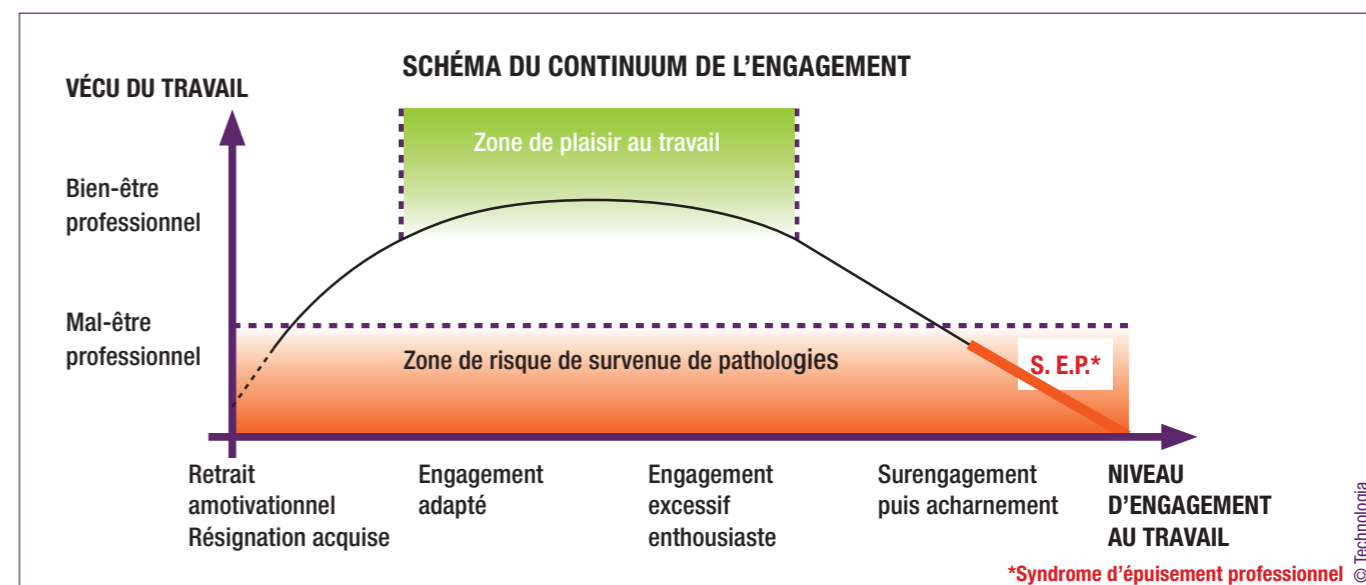 SCHÉMA DU CONTINUUM DE L'ENGAGEMENT
VÉCU DU TRAVAIL
Zone de plaisir au travail
Bien-être
professionnel
Mal-être
professionnel
Zone de risque de survenue de pathologies
S. E.P.*
Retrait
amotivationnel
Résignation acquise
Engagement
adapté
Engagement
excessif
enthousiaste
Surengagement
puis acharnement
NIVEAU
D'ENGAGEMENT
AU TRAVAIL
*Syndrome d'épuisement professionnel
© Technologia